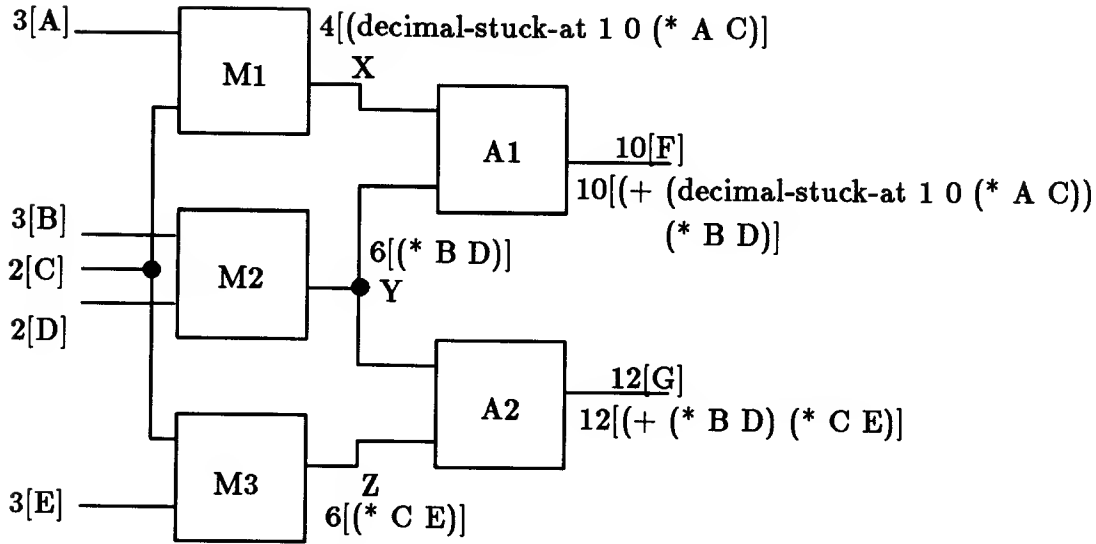 3[A]
4[(decimal-stuck-at 1 0 (* A C)]
M1
X
A1
10[F]
10[(+ (decimal-stuck-at 1 0 (* A C))
(* B D)]
3[B]
2[C]
2[D]
M2
6[(* B D)]
Y
A2
12[G]
12[(+ (* B D) (* C E)]
M3
Z
3[E]
6[(* C E)]